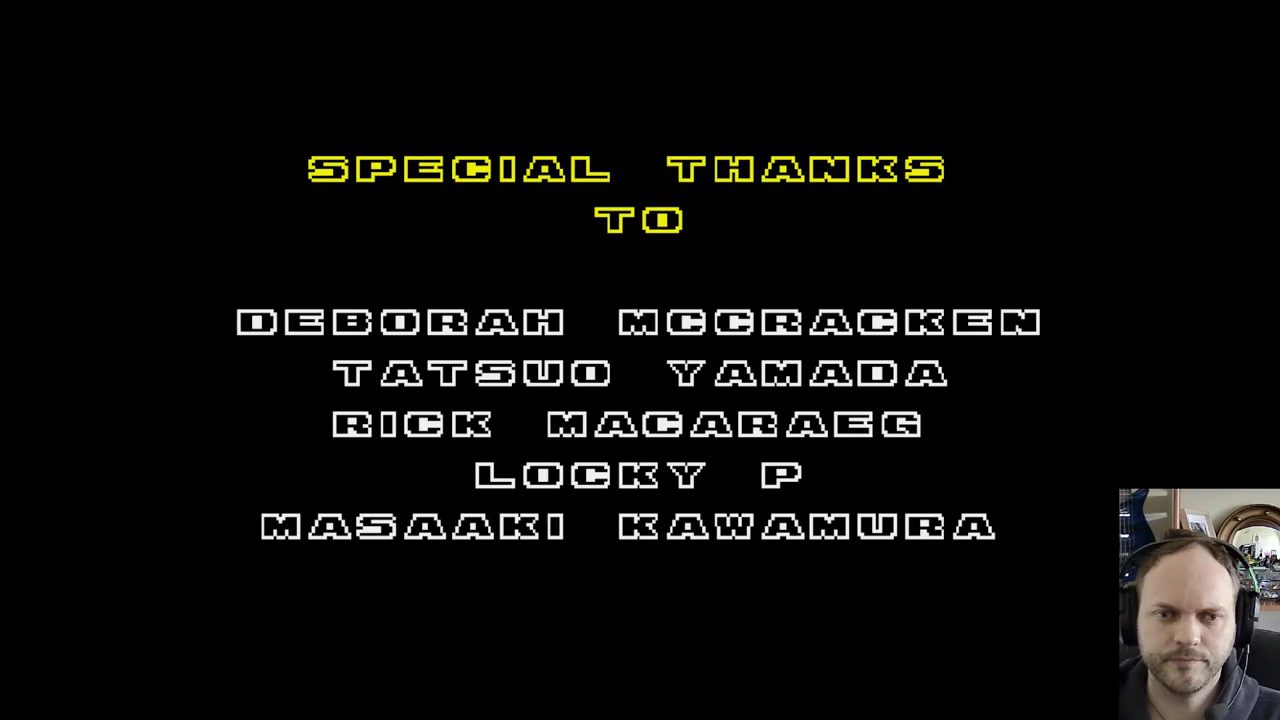 SPECIAL THANKS
TO
DEBORAH MCCRACKEN
TATSUO YAMADA
RICK MACARAEG
LOCKY P
MASAAKI KAWAMURA